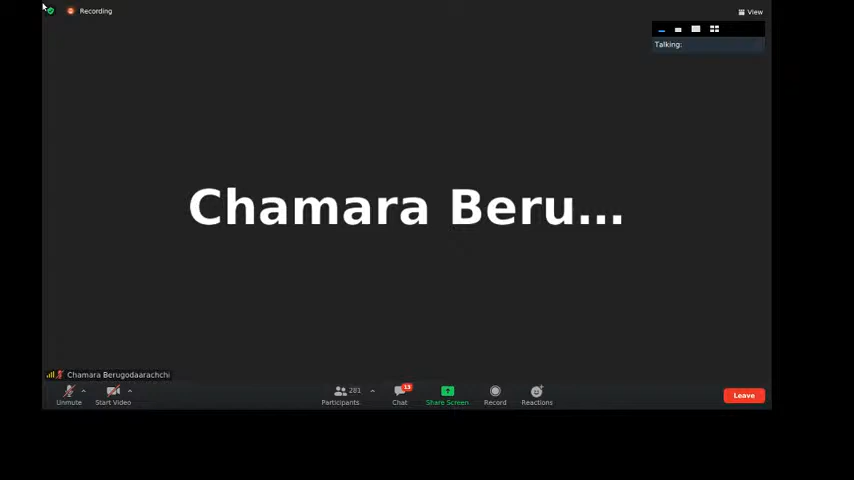 Recording
View
Talking:
Chamara Beru...
Chamara Berugodaarachchi
Unmute
Start Video
281
Participants
13
Chat
Share Screen
Record
Reactions
Leave